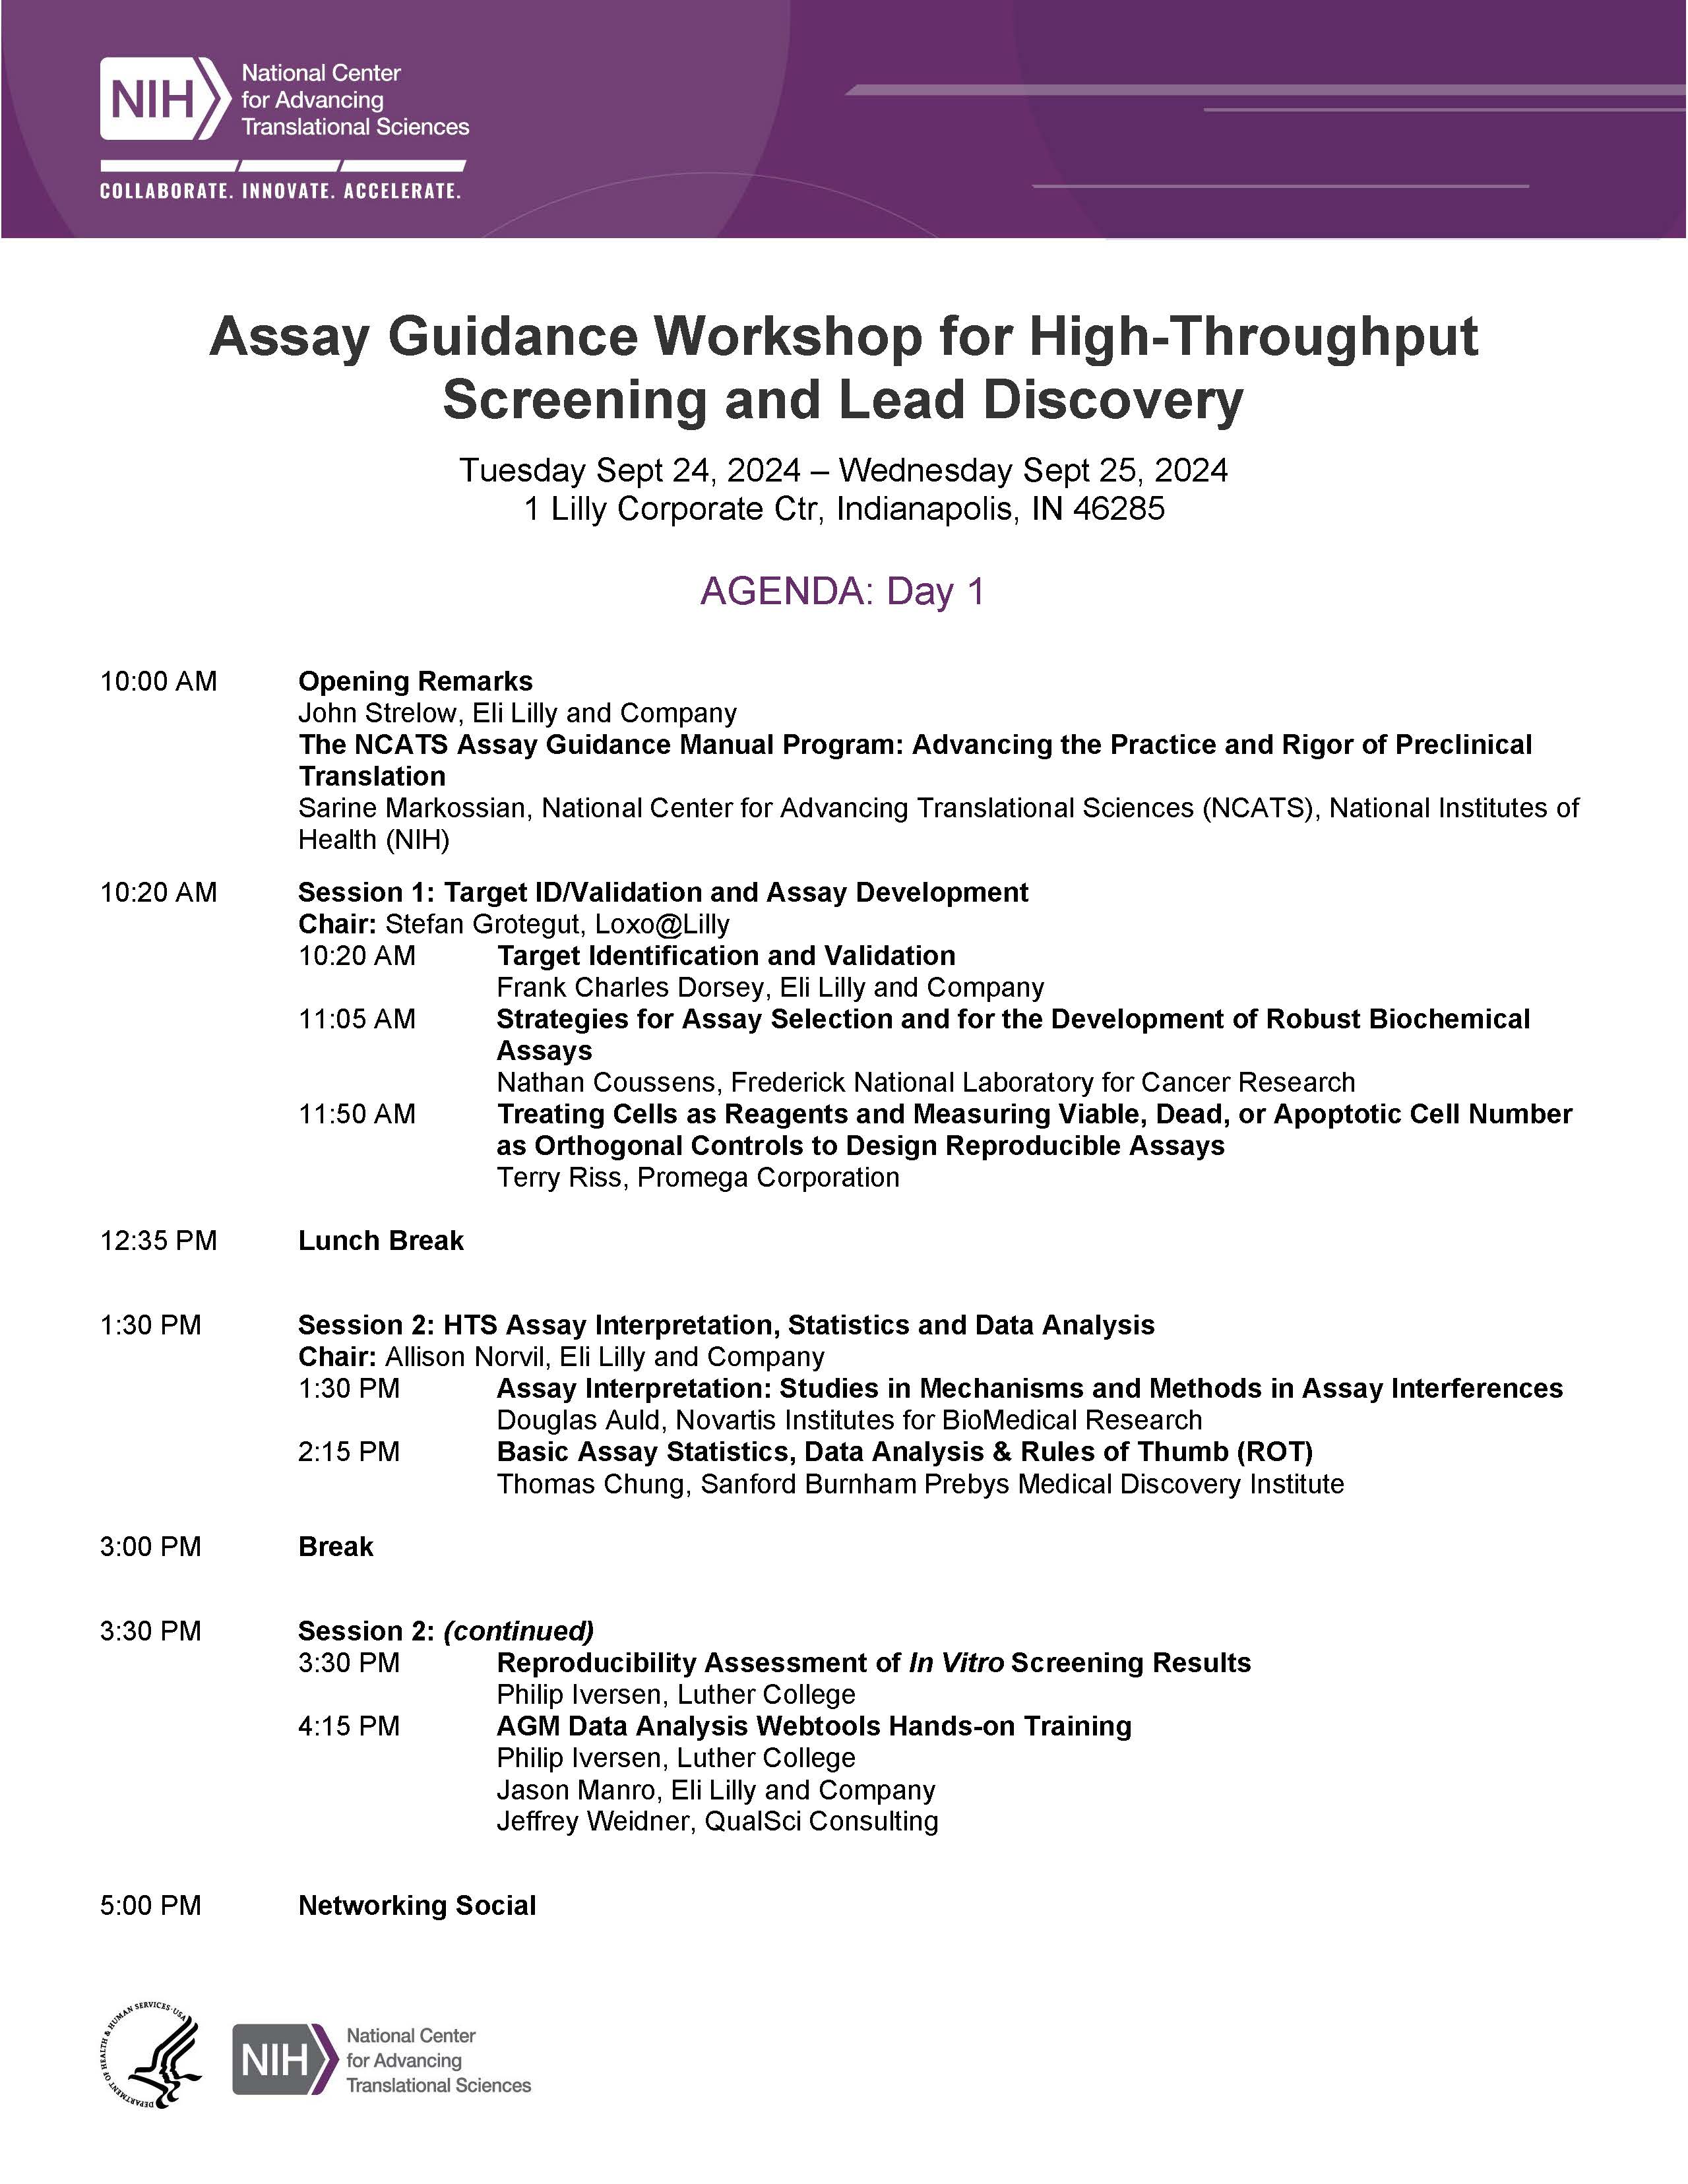 NIH National Center
for Advancing
Translational Sciences
COLLABORATE. INNOVATE. ACCELERATE.
Assay Guidance Workshop for High-Throughput
Screening and Lead Discovery
Tuesday Sept 24, 2024 – Wednesday Sept 25, 2024
1 Lilly Corporate Ctr, Indianapolis, IN 46285
AGENDA: Day 1
10:00 AM Opening Remarks
John Strelow, Eli Lilly and Company
The NCATS Assay Guidance Manual Program: Advancing the Practice and Rigor of Preclinical
Translation
Sarine Markossian, National Center for Advancing Translational Sciences (NCATS), National Institutes of
Health (NIH)
10:20 AM Session 1: Target ID/Validation and Assay Development
Chair: Stefan Grotegut, Loxo@Lilly
10:20 AM Target Identification and Validation
Frank Charles Dorsey, Eli Lilly and Company
11:05 AM Strategies for Assay Selection and for the Development of Robust Biochemical
Assays
Nathan Coussens, Frederick National Laboratory for Cancer Research
11:50 AM Treating Cells as Reagents and Measuring Viable, Dead, or Apoptotic Cell Number
as Orthogonal Controls to Design Reproducible Assays
Terry Riss, Promega Corporation
12:35 PM Lunch Break
1:30 PM Session 2: HTS Assay Interpretation, Statistics and Data Analysis
Chair: Allison Norvil, Eli Lilly and Company
1:30 PM Assay Interpretation: Studies in Mechanisms and Methods in Assay Interferences
Douglas Auld, Novartis Institutes for BioMedical Research
2:15 PM Basic Assay Statistics, Data Analysis & Rules of Thumb (ROT)
Thomas Chung, Sanford Burnham Prebys Medical Discovery Institute
3:00 PM Break
3:30 PM Session 2: (continued)
3:30 PM Reproducibility Assessment of In Vitro Screening Results
Philip Iversen, Luther College
4:15 PM AGM Data Analysis Webtools Hands-on Training
Philip Iversen, Luther College
Jason Manro, Eli Lilly and Company
Jeffrey Weidner, QualSci Consulting
5:00 PM Networking Social
DEPARTMENT OF HEALTH & HUMAN SERVICES·USA
NIH National Center
for Advancing
Translational Sciences